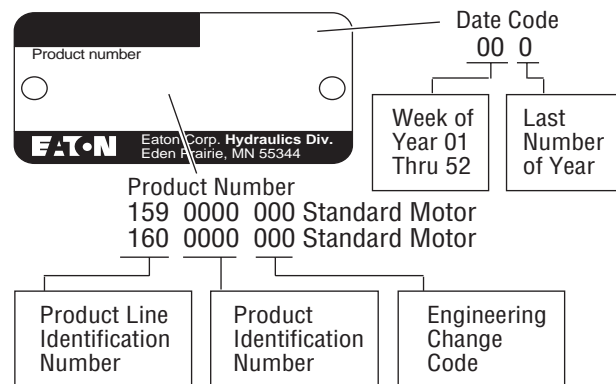 Date Code
00 0
Product number
Week of
Year 01
Thru 52
Last
Number
of Year
EATON Eaton Corp. Hydraulics Div.
Eden Prairie, MN 55344
Product Number
159 0000 000 Standard Motor
160 0000 000 Standard Motor
Product Line
Identification
Number
Product
Identification
Number
Engineering
Change
Code